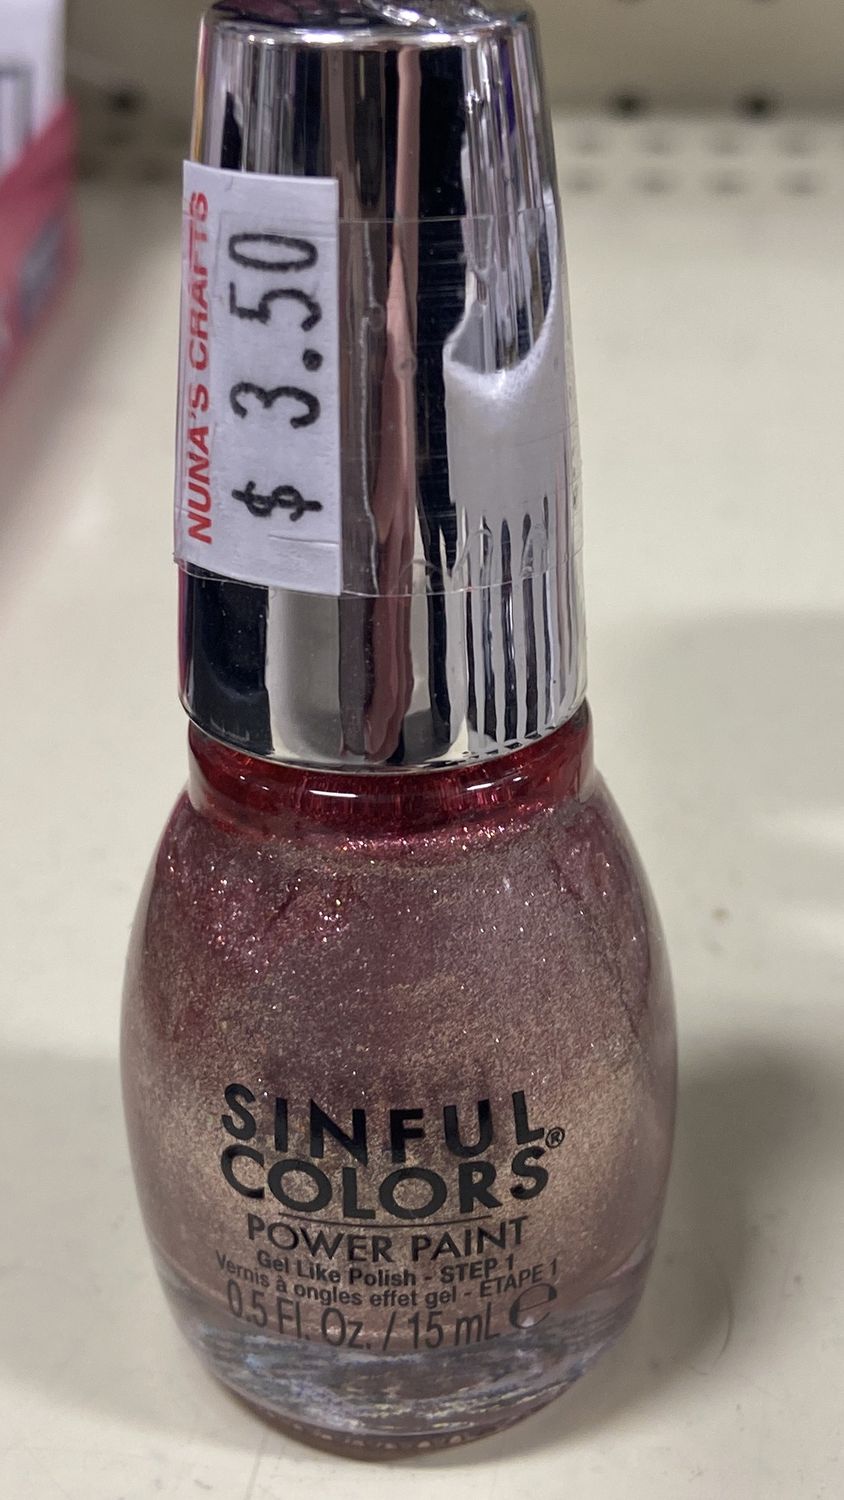 NUNA'S CRAFTS
$ 3.50
SINFUL
COLORS®
POWER PAINT
Gel Like Polish - STEP 1
Vernis à ongles effet gel - ÉTAPE 1
0.5 Fl. Oz. / 15 mL ℮